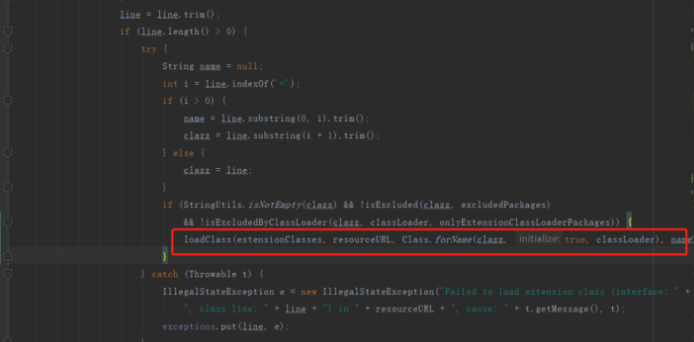 line = line.trim();
if (line.length() > 0) {
try {
String name = null;
int i = line.indexOf('=');
if (i > 0) {
name = line.substring(0, i).trim();
clazz = line.substring(i + 1).trim();
} else {
clazz = line;
}
if (StringUtils.isNotEmpty(clazz) && !isExcluded(clazz, excludedPackages)
&& !isExcludedByClassLoader(clazz, classLoader, onlyExtensionClassLoaderPackages)) {
loadClass(extensionClasses, resourceURL, Class.forName(clazz, initialize: true, classLoader), name
}
} catch (Throwable t) {
IllegalStateException e = new IllegalStateException("Failed to load extension class (interface: " +
", class line: " + line + ") in " + resourceURL + ", cause: " + t.getMessage(), t);
exceptions.put(line, e);